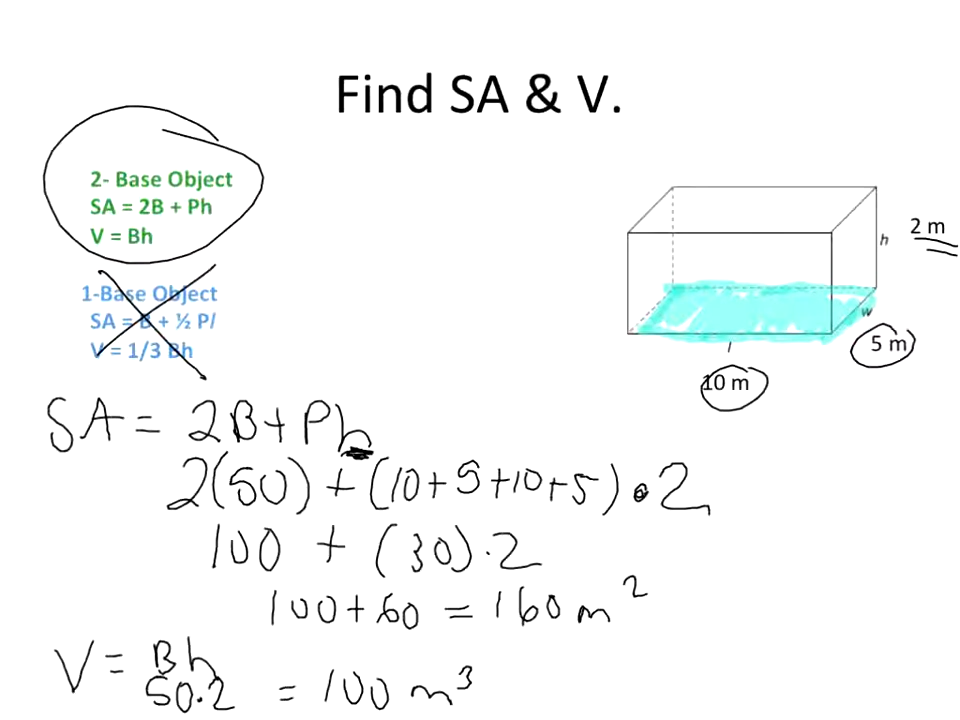 Find SA & V.
2- Base Object
SA = 2B + Ph
V = Bh
1-Base Object
SA = B + ½ Pl
V = 1/3 Bh
h
2 m
w
5 m
l
10 m
SA = 2B + Ph
2(50) + (10+5+10+5) • 2
100 + (30) · 2
100 + 60 = 160 m²
V = Bh
50·2 = 100 m³